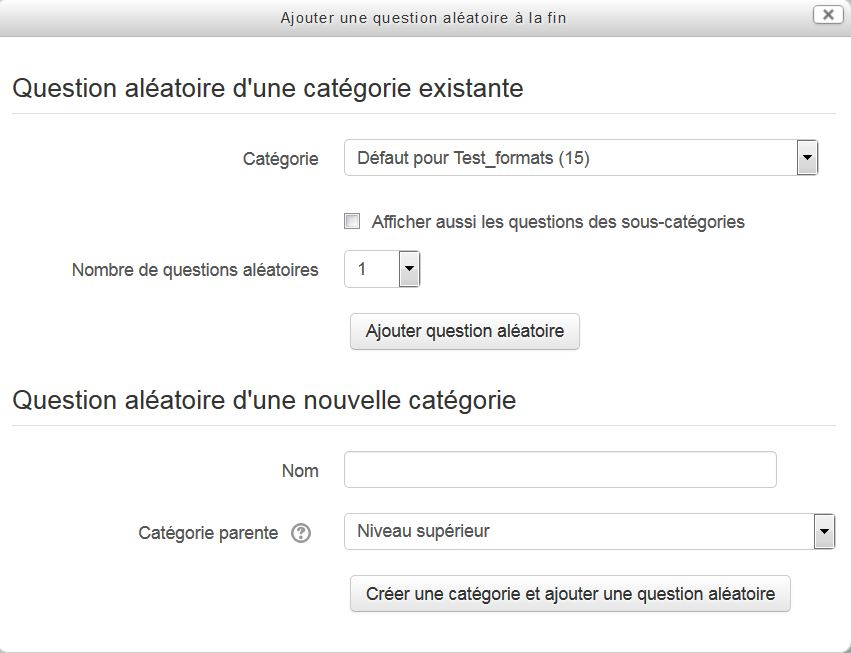 Ajouter une question aléatoire à la fin
Question aléatoire d'une catégorie existante
Catégorie Défaut pour Test_formats (15)
Afficher aussi les questions des sous-catégories
Nombre de questions aléatoires 1
Ajouter question aléatoire
Question aléatoire d'une nouvelle catégorie
Nom
Catégorie parente ? Niveau supérieur
Créer une catégorie et ajouter une question aléatoire